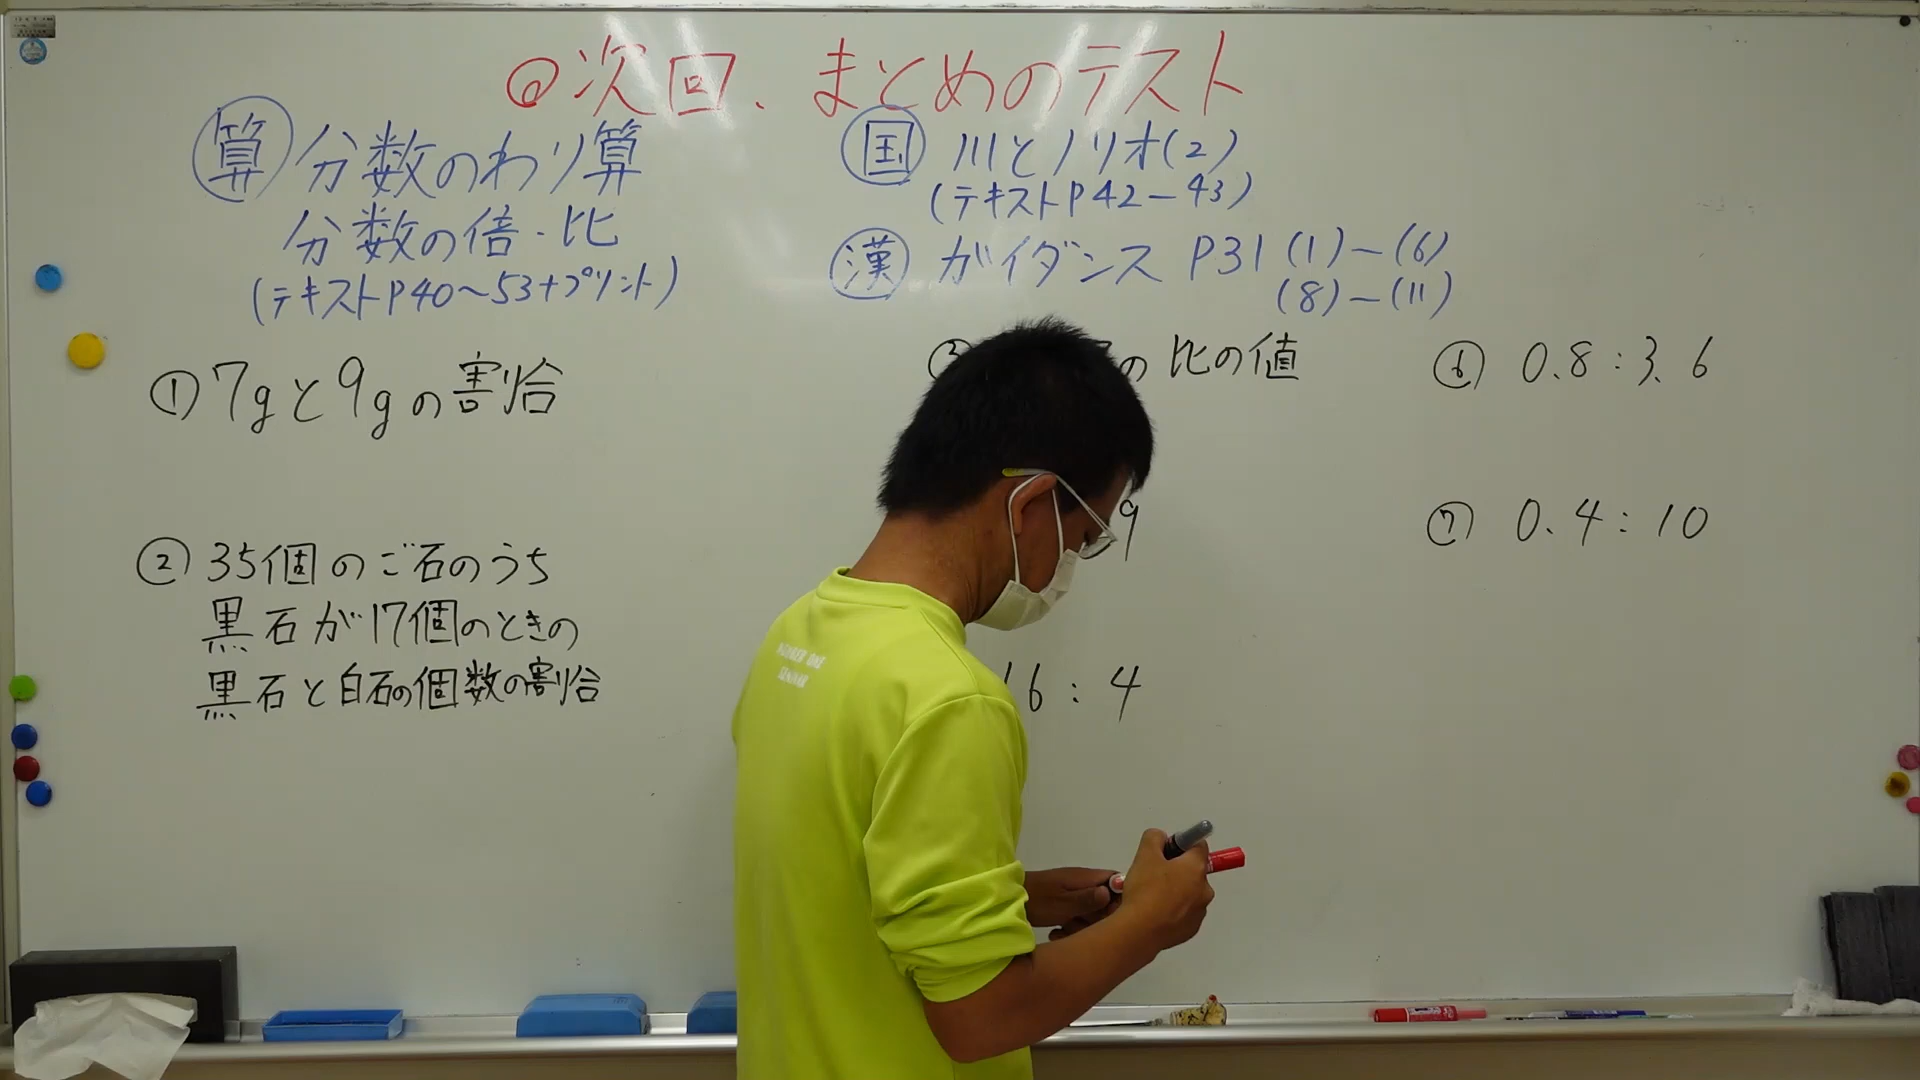 @次回、まとめのテスト
算 分数のわり算
分数の倍・比
(テキストP40〜53+プリント)
国 川とノリオ(2)
(テキストP42-43)
漢 ガイダンス P31 (1)-(6)
(8)-(11)
① 7gと9gの割合
② 35個のご石のうち
黒石が17個のときの
黒石と白石の個数の割合
③ の 比の値
9
16:4
⑥ 0.8:3.6
⑦ 0.4:10